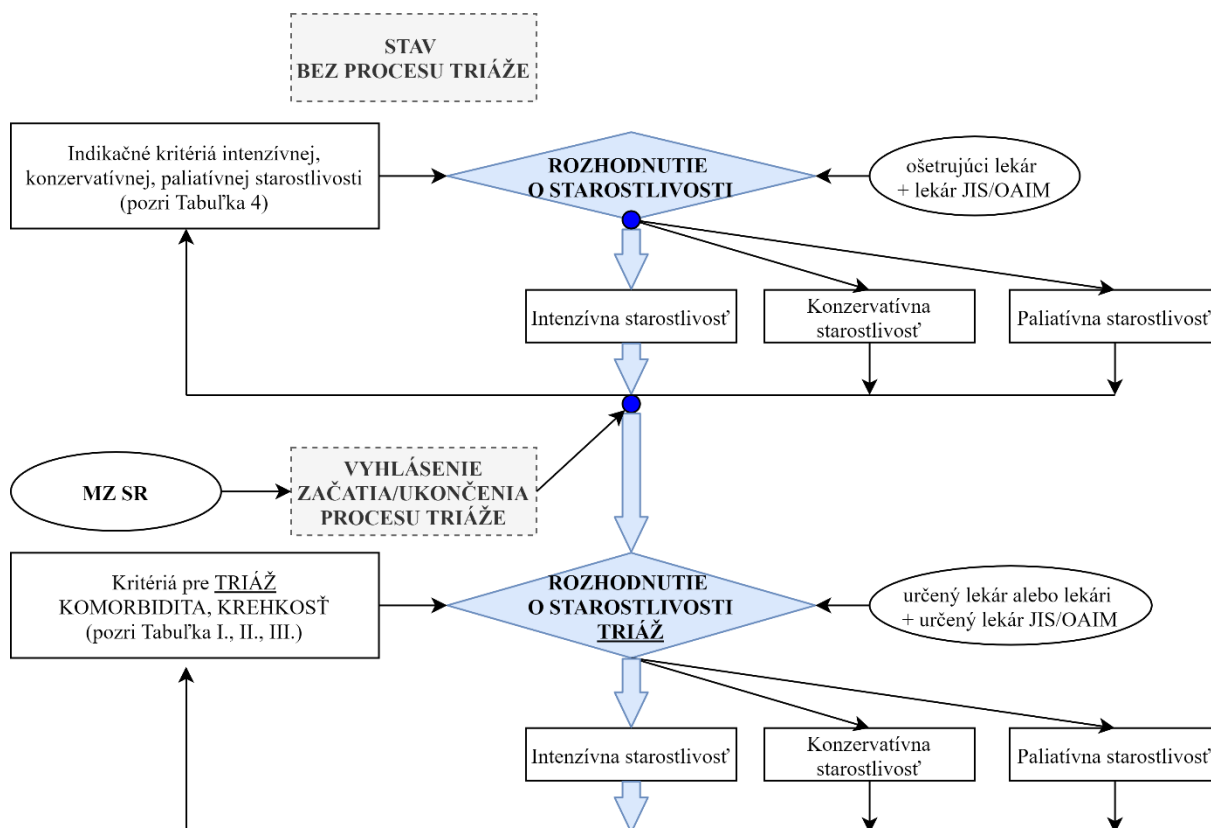 STAV
BEZ PROCESU TRIÁŽE
Indikačné kritériá intenzívnej,
konzervatívnej, paliatívnej starostlivosti
(pozri Tabuľka 4)
ROZHODNUTIE
O STAROSTLIVOSTI
ošetrujúci lekár
+ lekár JIS/OAIM
Intenzívna starostlivosť
Konzervatívna
starostlivosť
Paliatívna starostlivosť
MZ SR
VYHLÁSENIE
ZAČATIA/UKONČENIA
PROCESU TRIÁŽE
Kritériá pre TRIÁŽ
KOMORBIDITA, KREHKOSŤ
(pozri Tabuľka I., II., III.)
ROZHODNUTIE
O STAROSTLIVOSTI
TRIÁŽ
určený lekár alebo lekári
+ určený lekár JIS/OAIM
Intenzívna starostlivosť
Konzervatívna
starostlivosť
Paliatívna starostlivosť